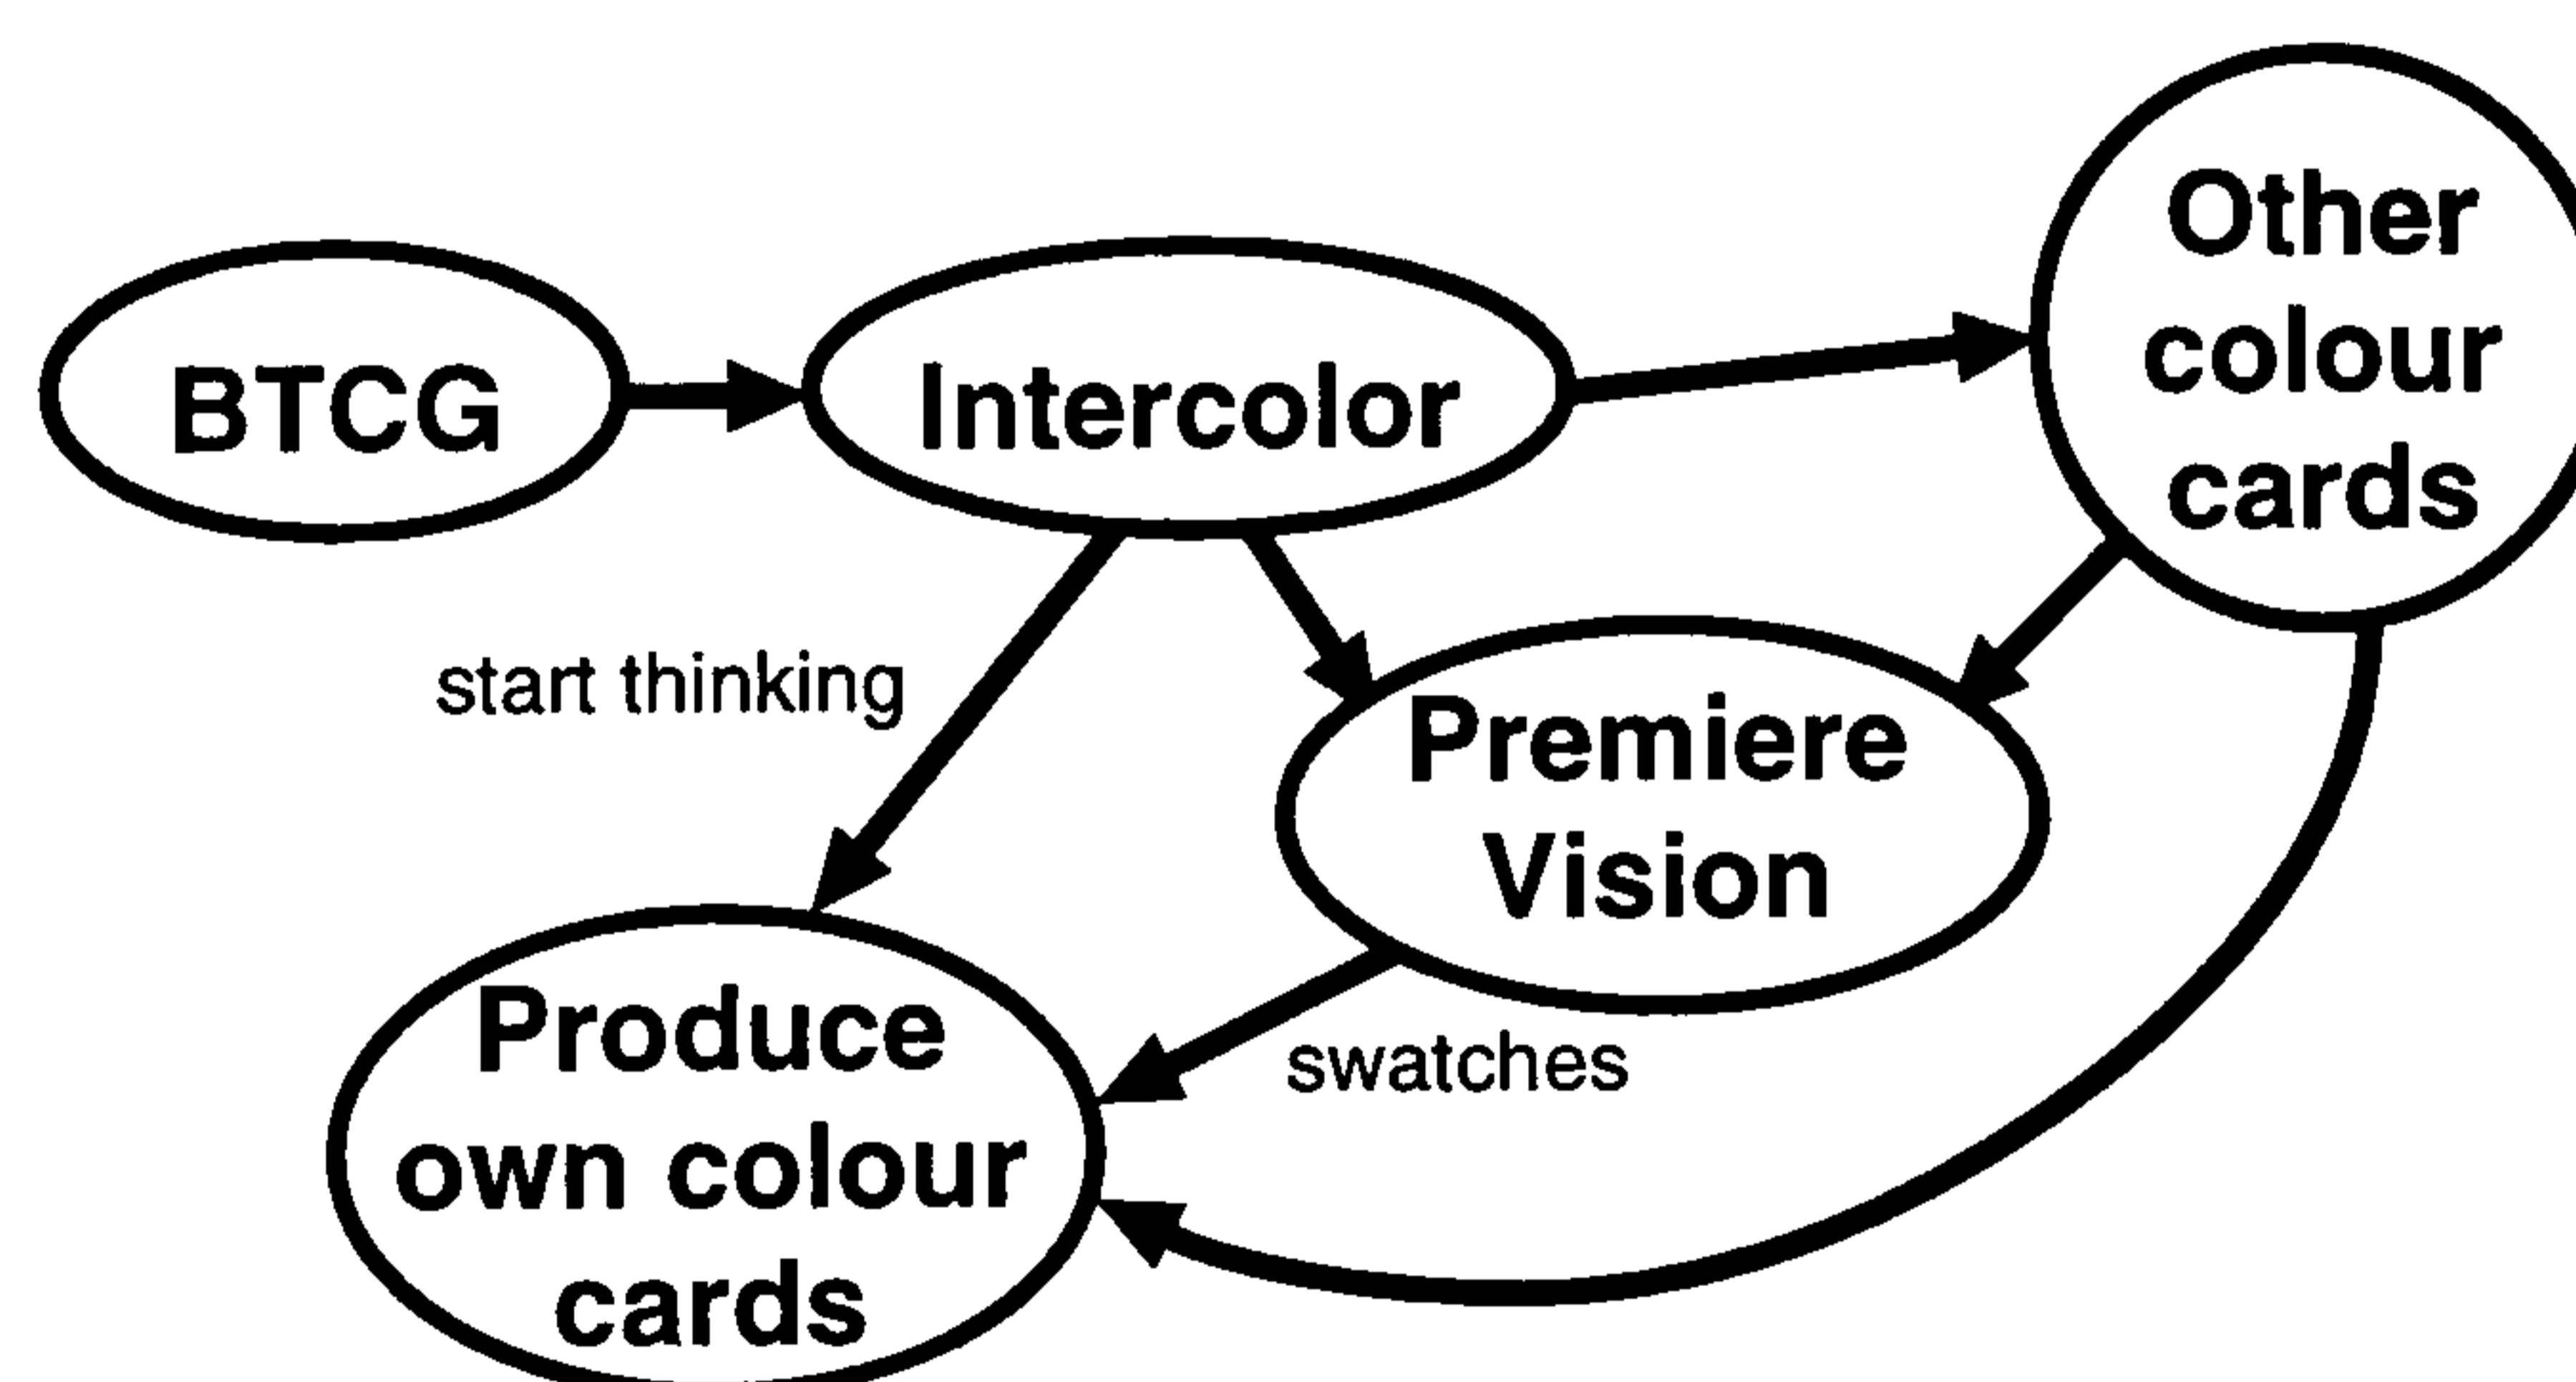 BTCG
Intercolor
Other
colour
cards
start thinking
Premiere
Vision
swatches
Produce
own colour
cards